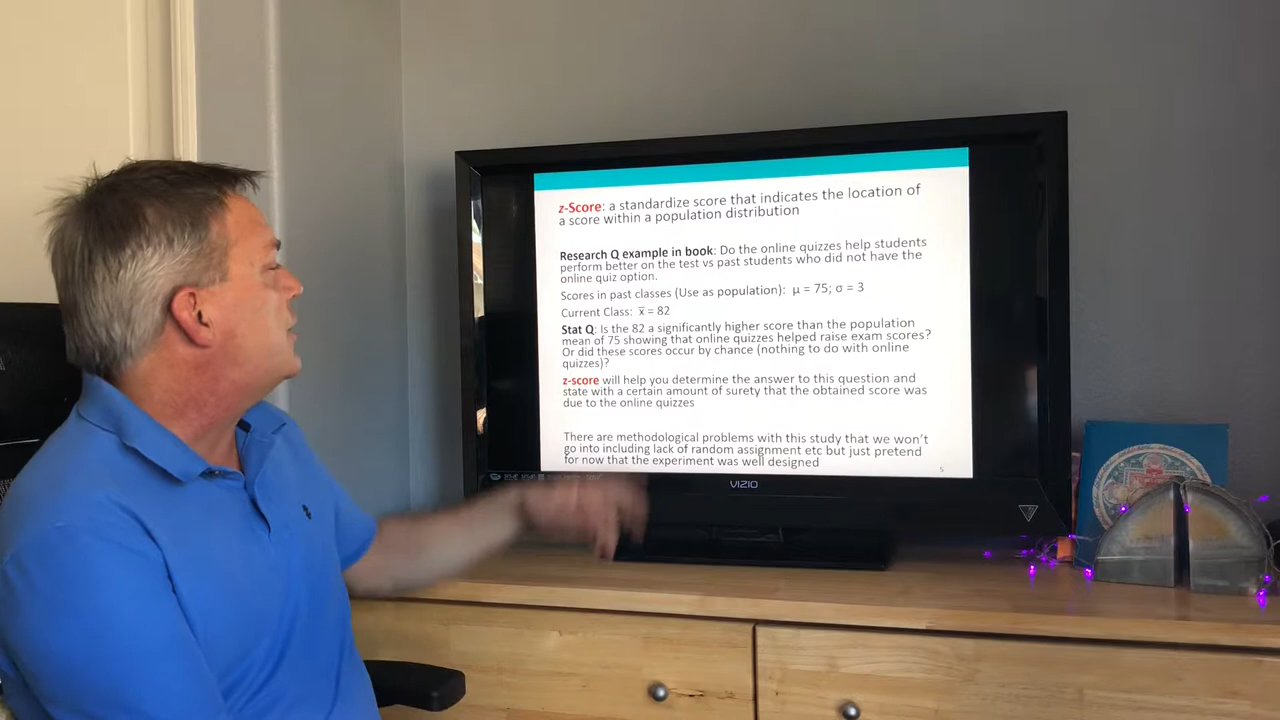 z-Score: a standardize score that indicates the location of
a score within a population distribution
Research Q example in book: Do the online quizzes help students
perform better on the test vs past students who did not have the
online quiz option.
Scores in past classes (Use as population): μ = 75; σ = 3
Current Class: x̅ = 82
Stat Q: Is the 82 a significantly higher score than the population
mean of 75 showing that online quizzes helped raise exam scores?
Or did these scores occur by chance (nothing to do with online
quizzes)?
z-score will help you determine the answer to this question and
state with a certain amount of surety that the obtained score was
due to the online quizzes
There are methodological problems with this study that we won't
go into including lack of random assignment etc but just pretend
for now that the experiment was well designed
5
VIZIO